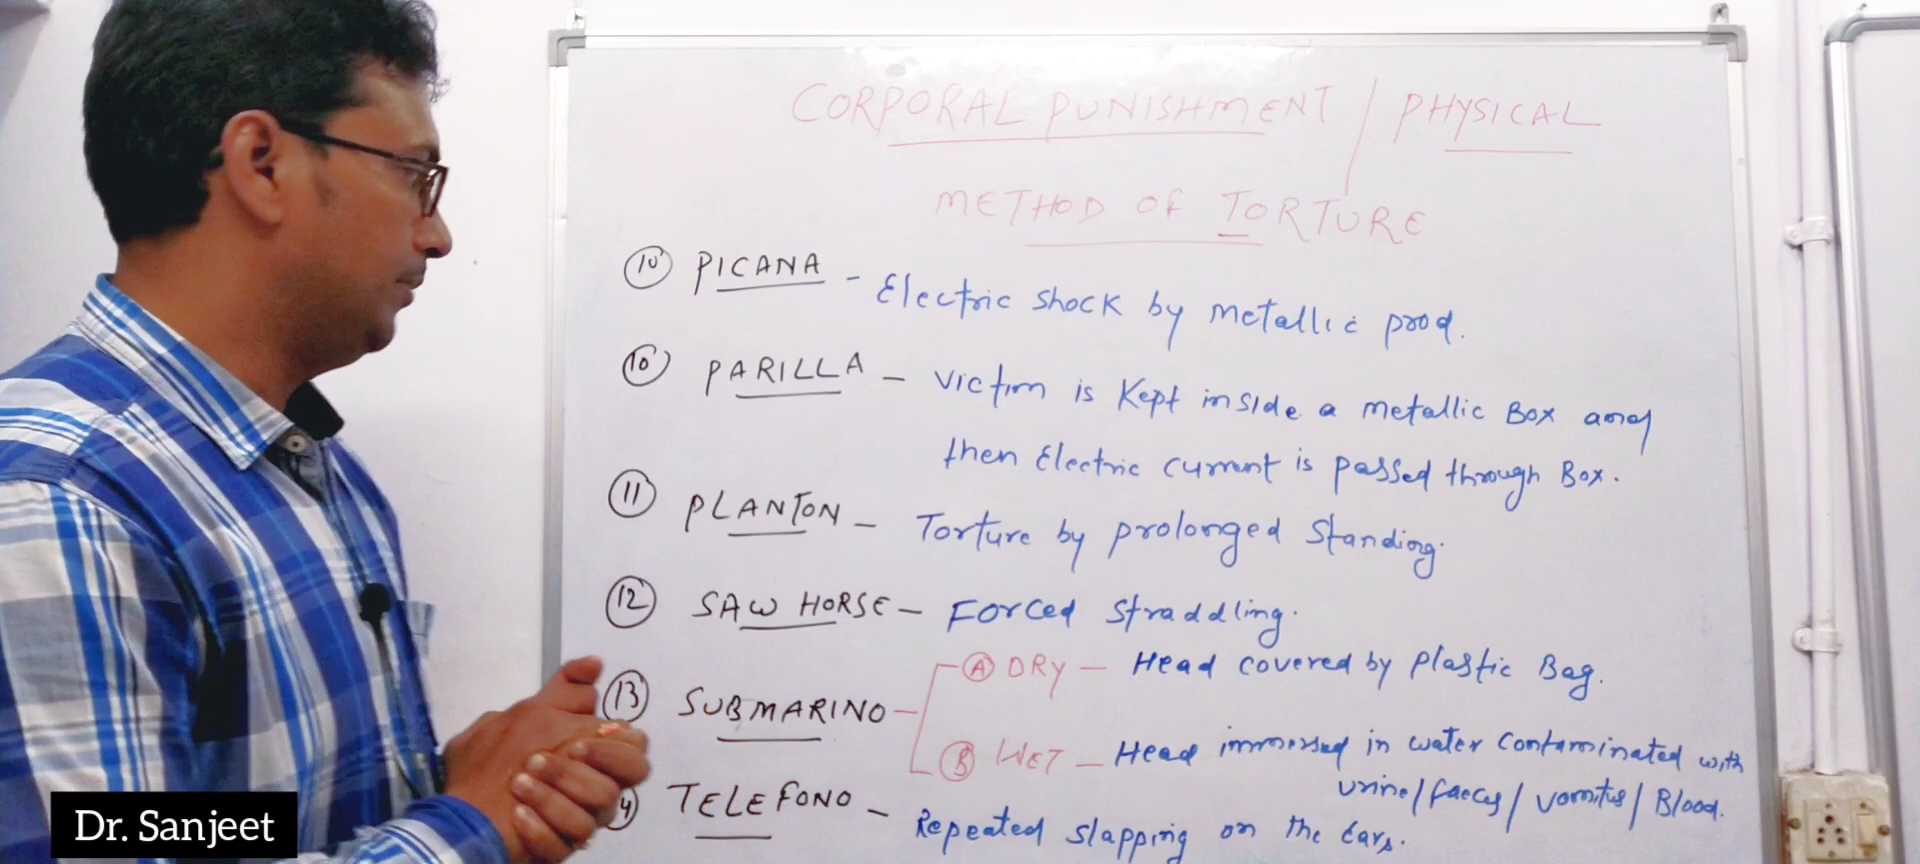 CORPORAL PUNISHMENT / PHYSICAL
METHOD OF TORTURE
10 PICANA - Electric shock by metallic prod.
10 PARILLA - Victim is kept inside a metallic Box and
then Electric current is passed through Box.
11 PLANTON - Torture by prolonged standing.
12 SAW HORSE - Forced straddling.
13 SUBMARINO - A DRY - Head covered by plastic Bag.
B WET - Head immersed in water contaminated with
urine/faeces/vomitus/Blood.
4 TELEFONO - Repeated slapping on the Ears.
Dr. Sanjeet